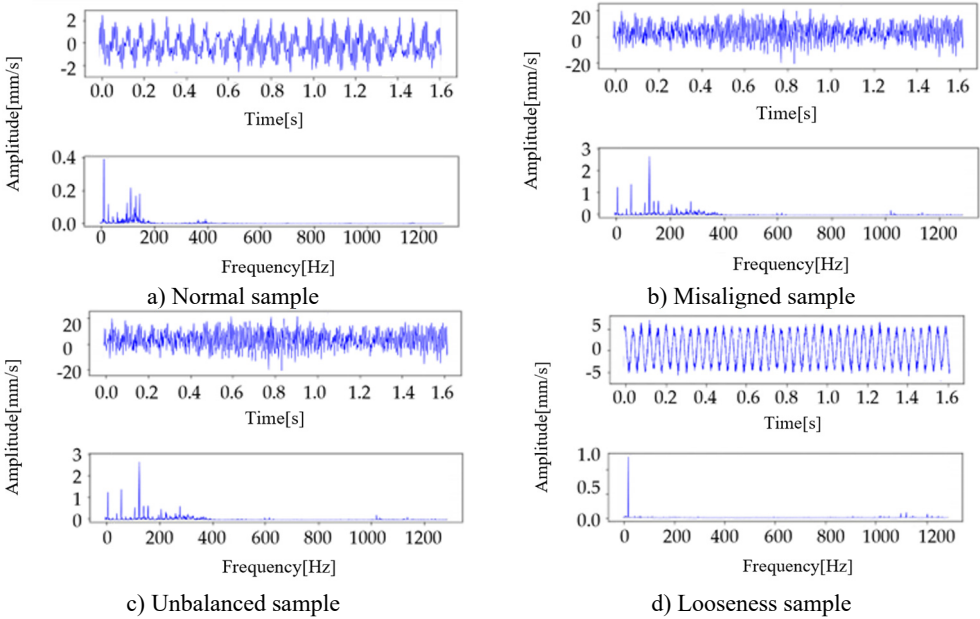 Amplitude[mm/s]
2
0
-2
0.0 0.2 0.4 0.6 0.8 1.0 1.2 1.4 1.6
Time[s]
0.4
0.2
0.0
0 200 400 600 800 1000 1200
Frequency[Hz]
a) Normal sample
Amplitude[mm/s]
20
0
-20
0.0 0.2 0.4 0.6 0.8 1.0 1.2 1.4 1.6
Time[s]
3
2
1
0
0 200 400 600 800 1000 1200
Frequency[Hz]
b) Misaligned sample
Amplitude[mm/s]
20
0
-20
0.0 0.2 0.4 0.6 0.8 1.0 1.2 1.4 1.6
Time[s]
3
2
1
0
0 200 400 600 800 1000 1200
Frequency[Hz]
c) Unbalanced sample
Amplitude[mm/s]
5
0
-5
0.0 0.2 0.4 0.6 0.8 1.0 1.2 1.4 1.6
Time[s]
1.0
0.5
0.0
0 200 400 600 800 1000 1200
Frequency[Hz]
d) Looseness sample